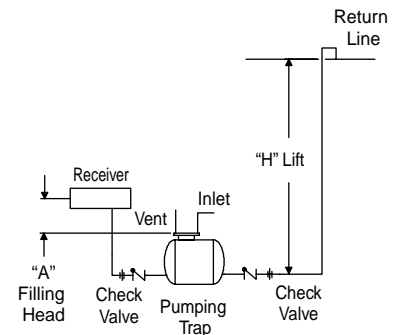 Return
Line
“H” Lift
Receiver
Vent
Inlet
“A”
Filling
Head
Check
Valve
Pumping
Trap
Check
Valve